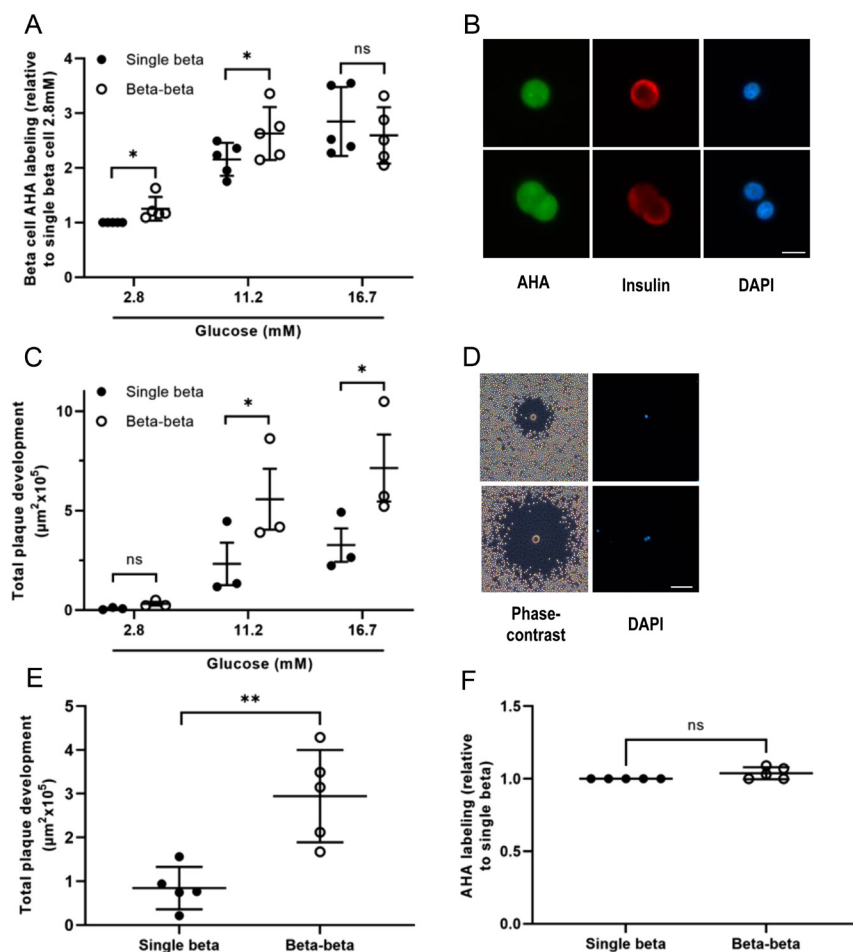 A
Beta cell AHA labeling (relative
to single beta cell 2.8mM)
4
3
2
1
0
Single beta
Beta-beta
*
*
ns
2.8
11.2
16.7
Glucose (mM)
B
AHA
Insulin
DAPI
C
Total plaque development
(µm²x10⁵)
10
5
0
Single beta
Beta-beta
ns
*
*
2.8
11.2
16.7
Glucose (mM)
D
Phase-
contrast
DAPI
E
Total plaque development
(µm²x10⁵)
5
4
3
2
1
0
**
Single beta
Beta-beta
F
AHA labeling (relative
to single beta)
1.5
1.0
0.5
0.0
ns
Single beta
Beta-beta